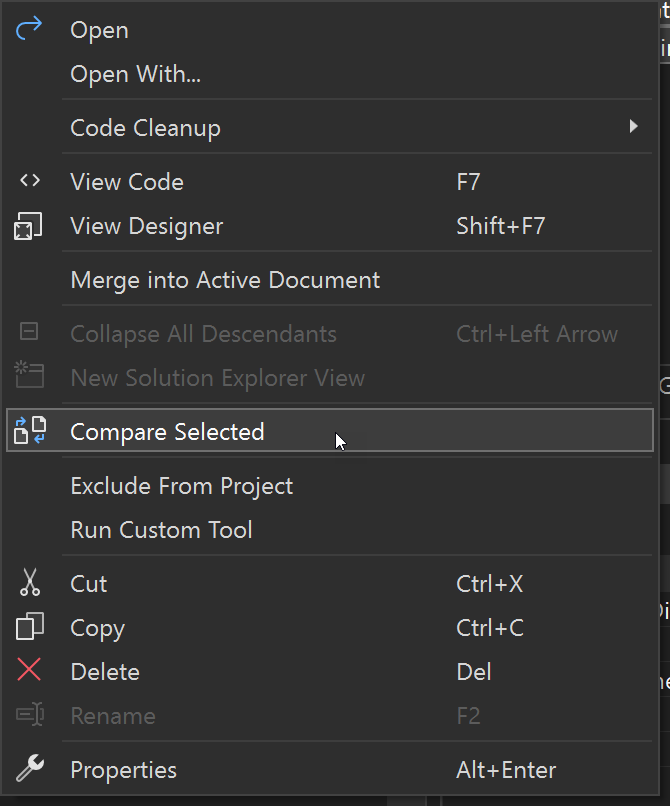 Open
Open With...
Code Cleanup
View Code F7
View Designer Shift+F7
Merge into Active Document
Collapse All Descendants Ctrl+Left Arrow
New Solution Explorer View
Compare Selected
Exclude From Project
Run Custom Tool
Cut Ctrl+X
Copy Ctrl+C
Delete Del
Rename F2
Properties Alt+Enter